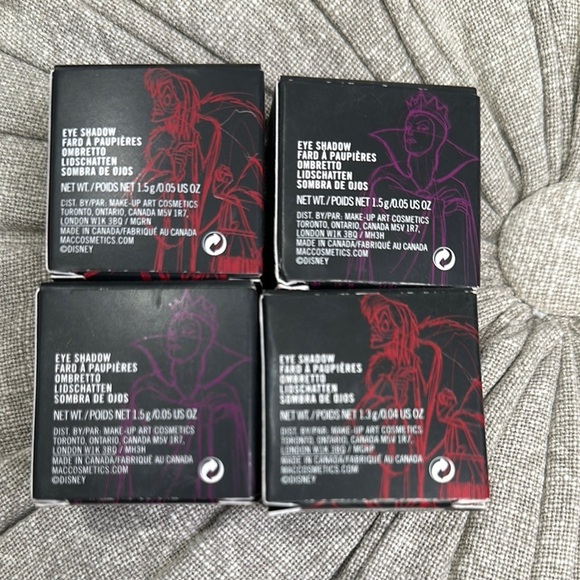 EYE SHADOW
FARD À PAUPIÈRES
OMBRETTO
LIDSCHATTEN
SOMBRA DE OJOS
NET WT. / POIDS NET 1.5 g/0.05 US OZ
DIST. BY/PAR: MAKE-UP ART COSMETICS
TORONTO, ONTARIO, CANADA M5V 1R7,
LONDON W1K 3BQ / MGRN
MADE IN CANADA/FABRIQUÉ AU CANADA
MACCOSMETICS.COM
©DISNEY
EYE SHADOW
FARD À PAUPIÈRES
OMBRETTO
LIDSCHATTEN
SOMBRA DE OJOS
NET WT. / POIDS NET 1.5 g/0.05 US OZ
DIST. BY/PAR: MAKE-UP ART COSMETICS
TORONTO, ONTARIO, CANADA M5V 1R7,
LONDON W1K 3BQ / MH3H
MADE IN CANADA/FABRIQUÉ AU CANADA
MACCOSMETICS.COM
©DISNEY
EYE SHADOW
FARD À PAUPIÈRES
OMBRETTO
LIDSCHATTEN
SOMBRA DE OJOS
NET WT. / POIDS NET 1.5 g/0.05 US OZ
DIST. BY/PAR: MAKE-UP ART COSMETICS
TORONTO, ONTARIO, CANADA M5V 1R7,
LONDON W1K 3BQ / MH3H
MADE IN CANADA/FABRIQUÉ AU CANADA
MACCOSMETICS.COM
©DISNEY
EYE SHADOW
FARD À PAUPIÈRES
OMBRETTO
LIDSCHATTEN
SOMBRA DE OJOS
NET WT. / POIDS NET 1.3 g/0.04 US OZ
DIST. BY/PAR: MAKE-UP ART COSMETICS
TORONTO, ONTARIO, CANADA M5V 1R7,
LONDON W1K 3BQ /
MADE IN CANADA/FABRIQUÉ AU CANADA
MACCOSMETICS.COM
©DISNEY